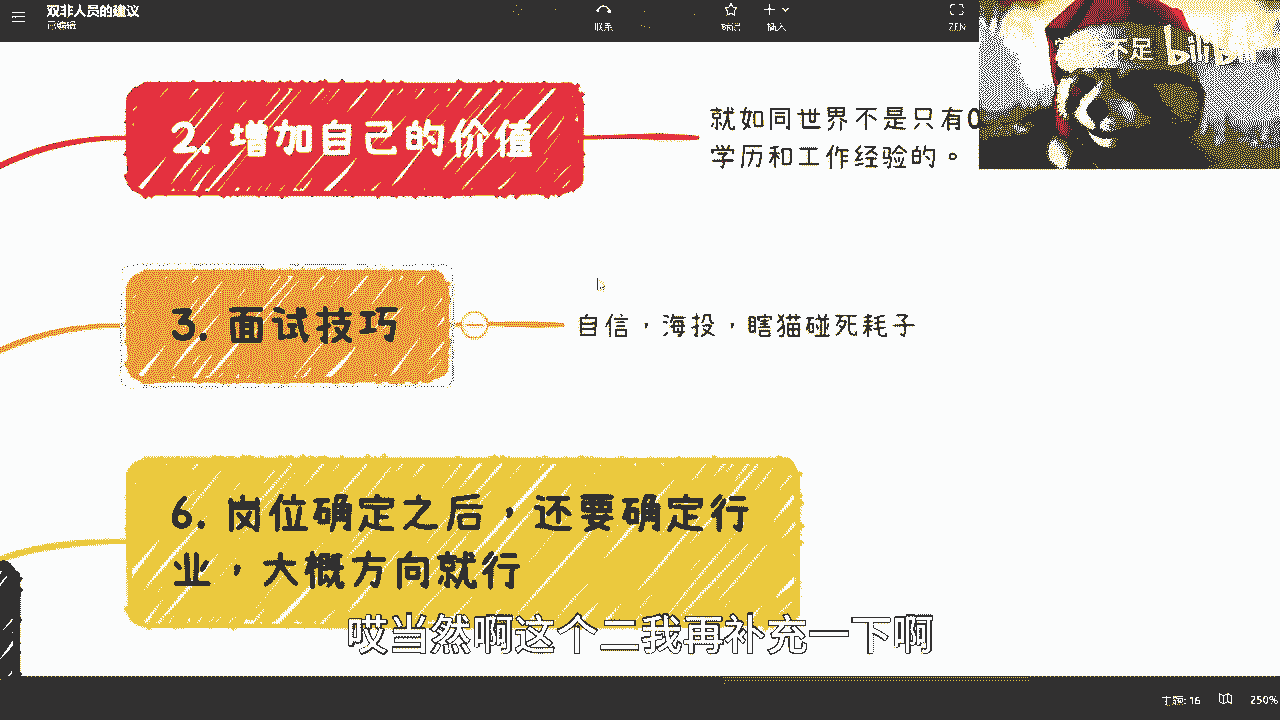 双非人员的建议
已编辑
联系
标记
插入
ZEN
不足 bilibili
2. 增加自己的价值
就如同世界不是只有0
学历和工作经验的。
3. 面试技巧
自信，海投，瞎猫碰死耗子
6. 岗位确定之后，还要确定行
业，大概方向就行
哎当然啊这个二我再补充一下啊
主题: 16
250%